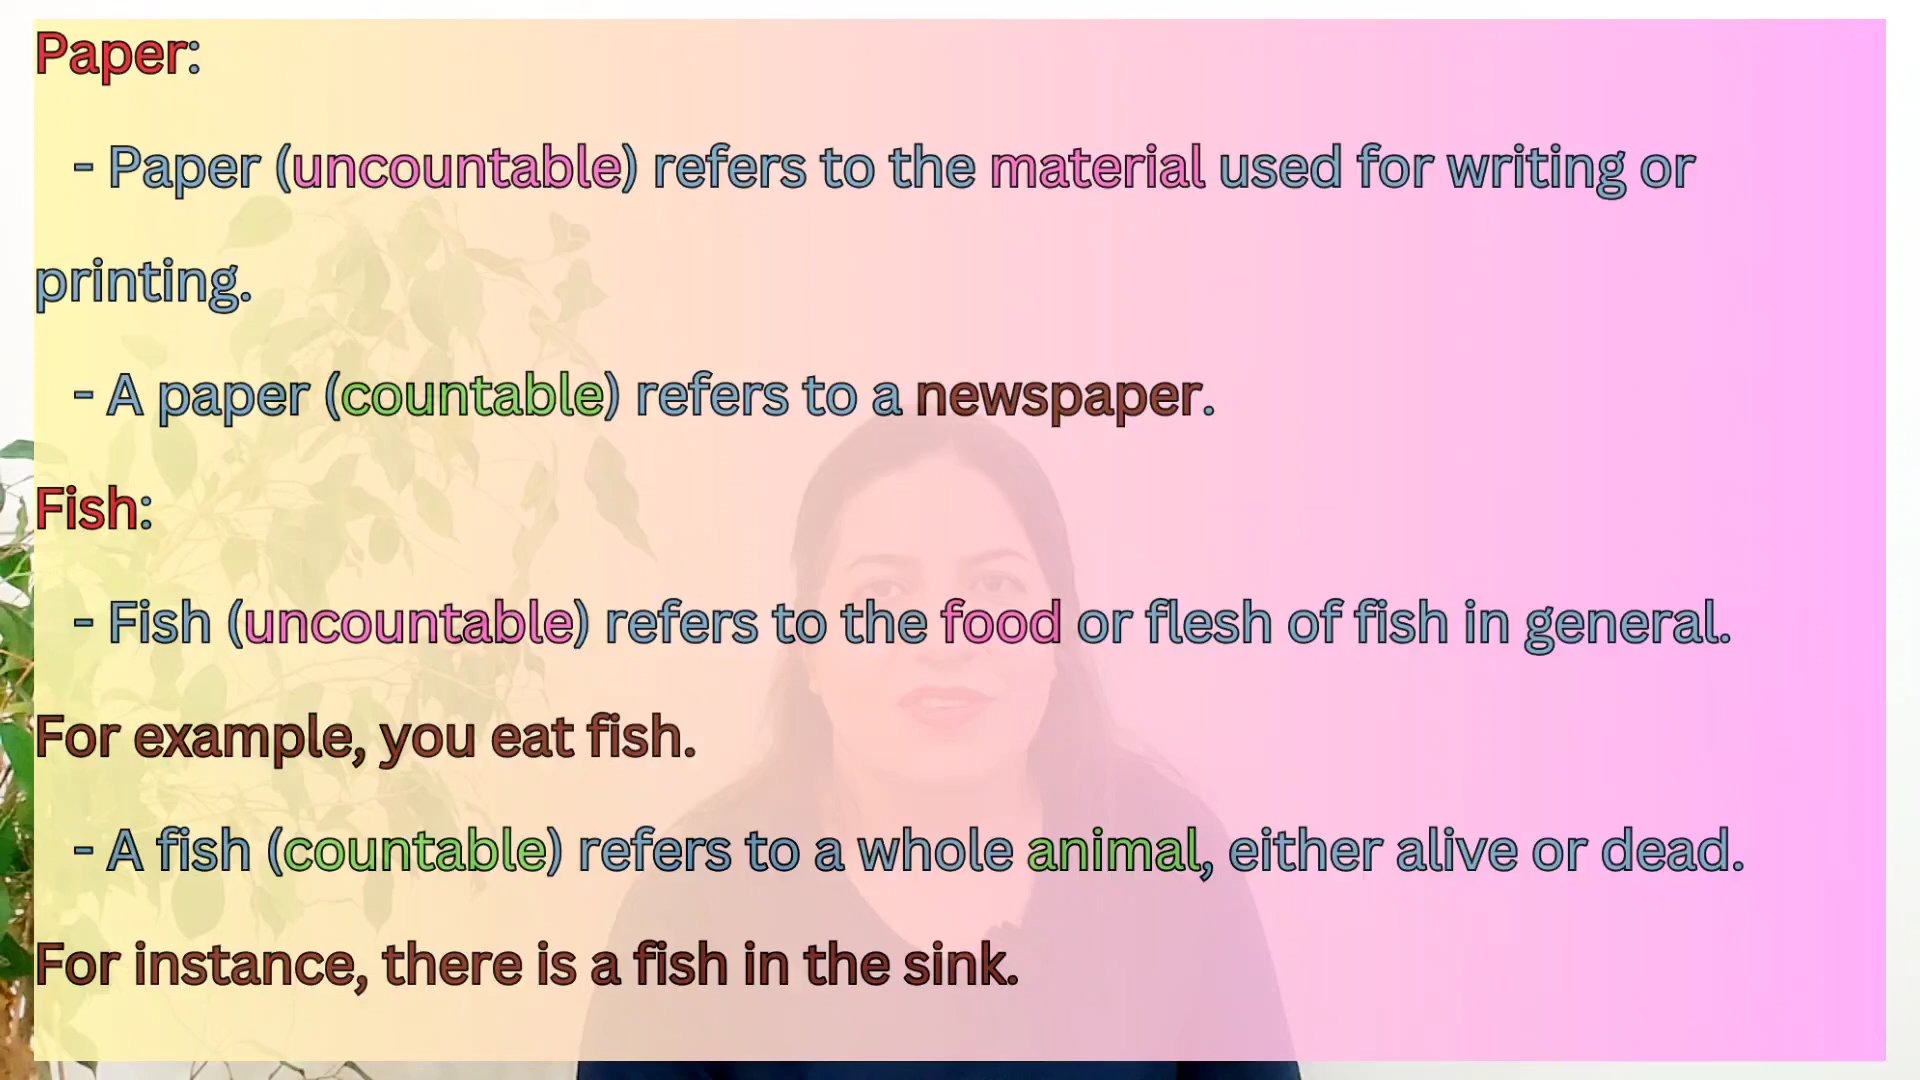 Paper:
- Paper (uncountable) refers to the material used for writing or
printing.
- A paper (countable) refers to a newspaper.
Fish:
- Fish (uncountable) refers to the food or flesh of fish in general.
For example, you eat fish.
- A fish (countable) refers to a whole animal, either alive or dead.
For instance, there is a fish in the sink.